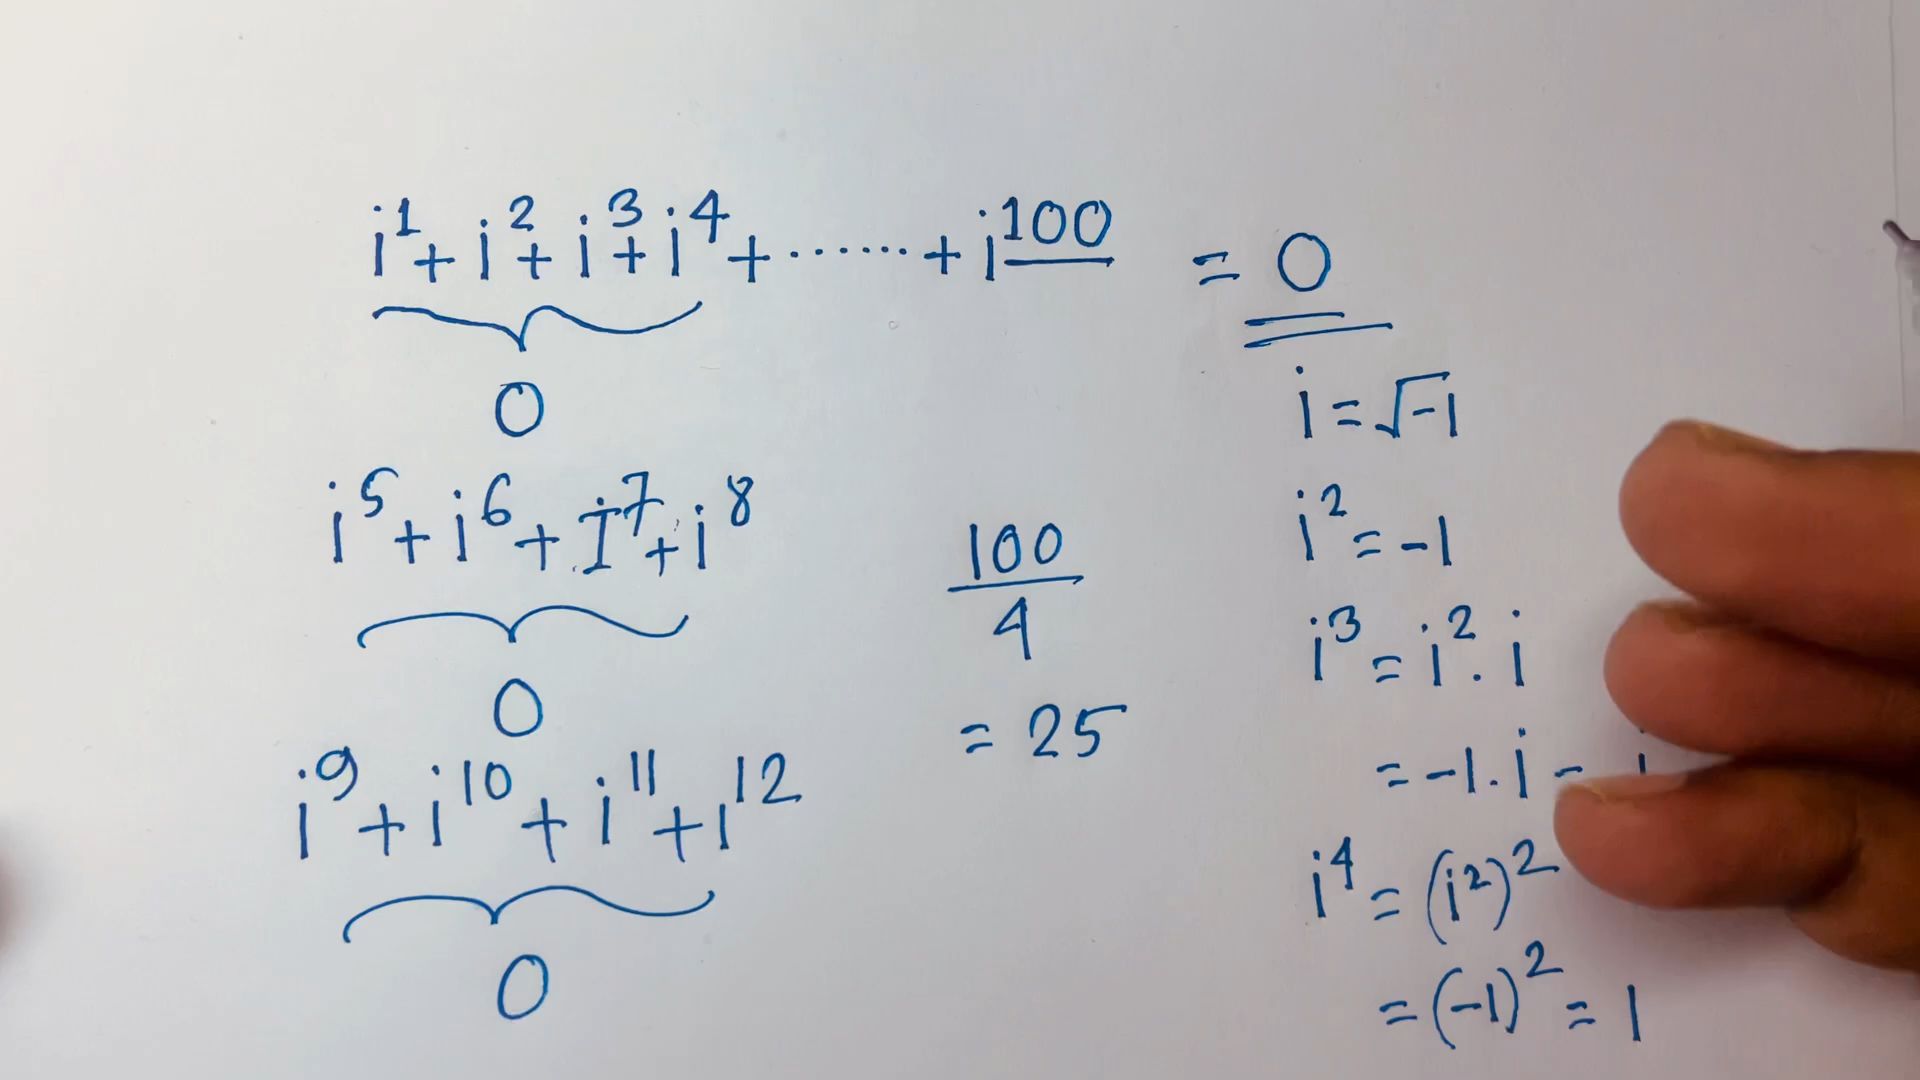 i¹ + i² + i³ + i⁴ + ....... + i¹⁰⁰ = 0
0
i⁵ + i⁶ + i⁷ + i⁸
0
i⁹ + i¹⁰ + i¹¹ + i¹²
0
100
4
= 25
i = √-1
i² = -1
i³ = i² . i
= -1 . i = i
i⁴ = (i²)²
= (-1)² = 1